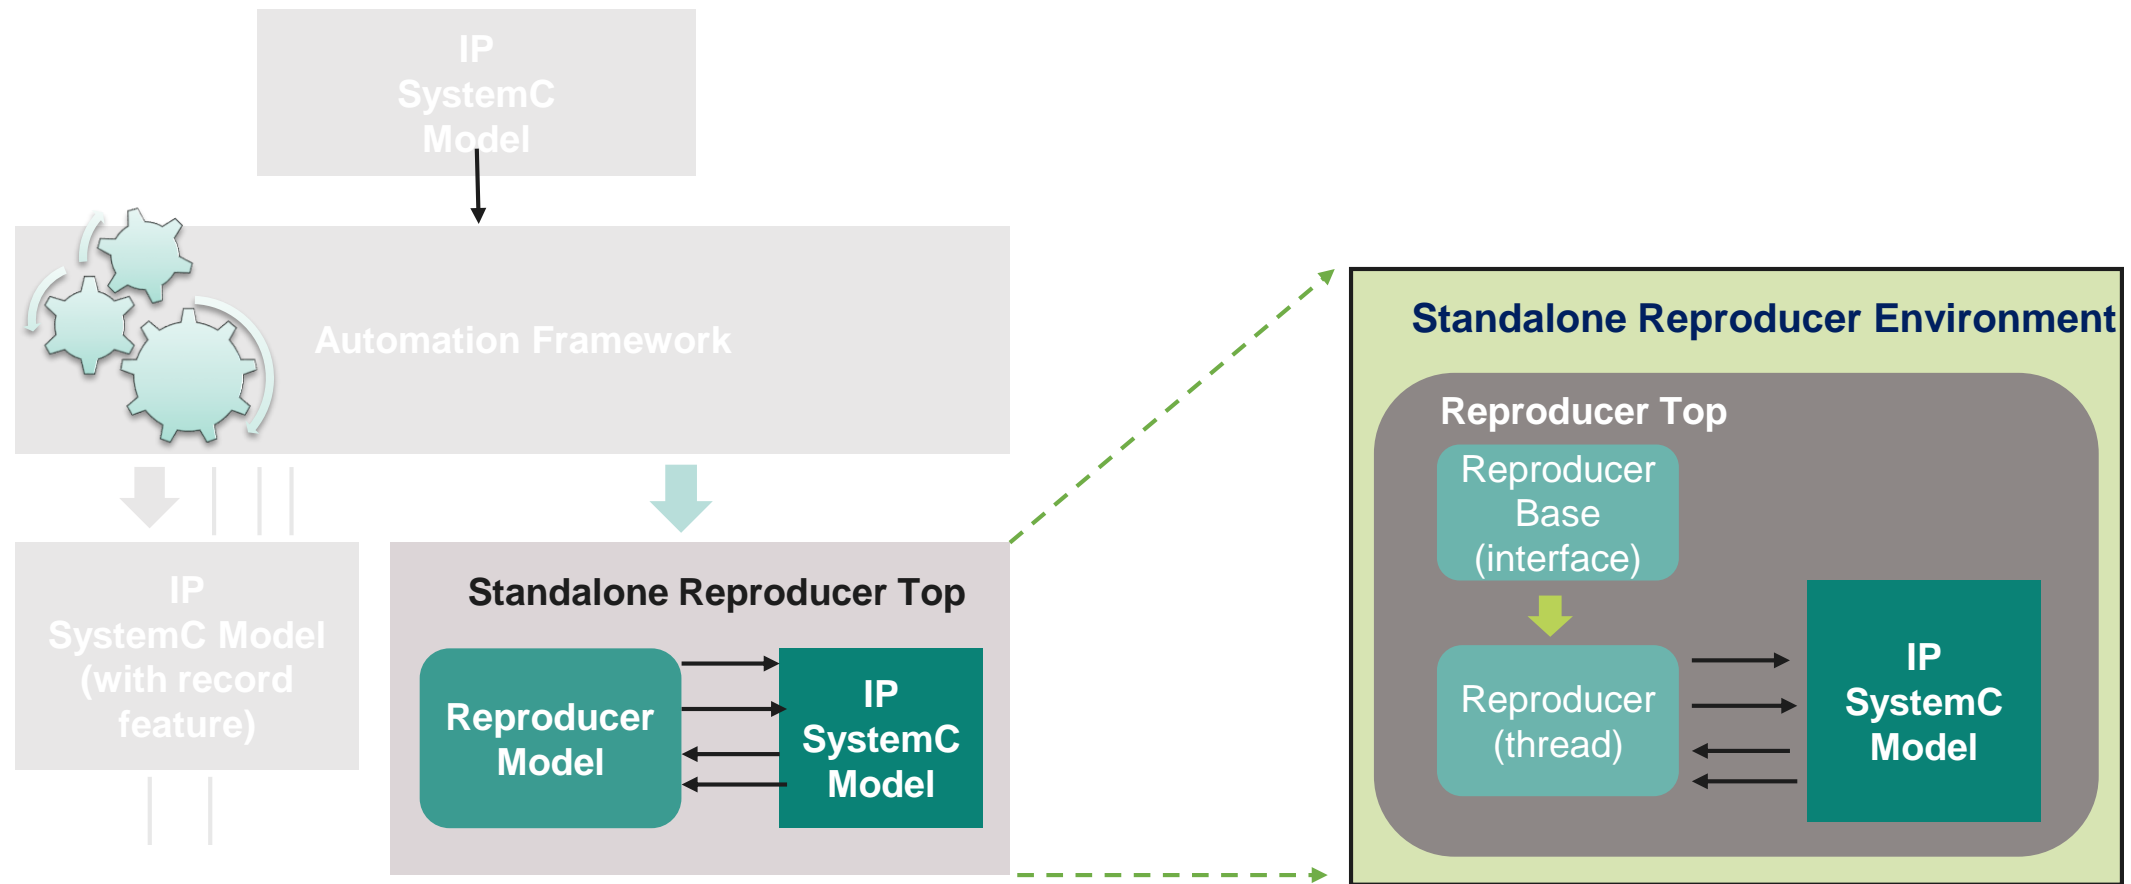 IP
SystemC
Model
Automation Framework
IP
SystemC Model
(with record
feature)
Standalone Reproducer Top
Reproducer
Model
IP
SystemC
Model
Standalone Reproducer Environment
Reproducer Top
Reproducer
Base
(interface)
Reproducer
(thread)
IP
SystemC
Model